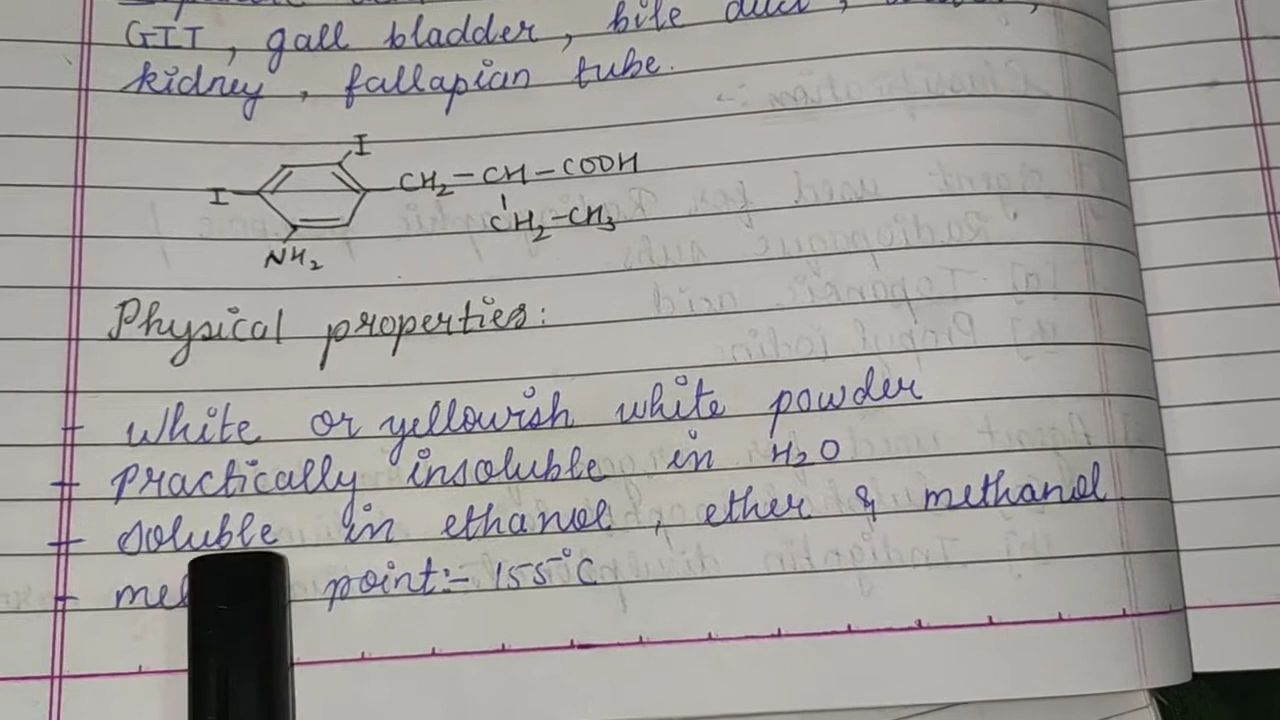 GIT, gall bladder, bile duct,
kidney, fallapian tube.
I
CH₂-CH-COOH
I
CH₂-CH₃
NH₂
Physical properties:
- White or yellowish white powder
- practically insoluble in H2O
- soluble in ethanol, ether & methanol
- point:- 155°C